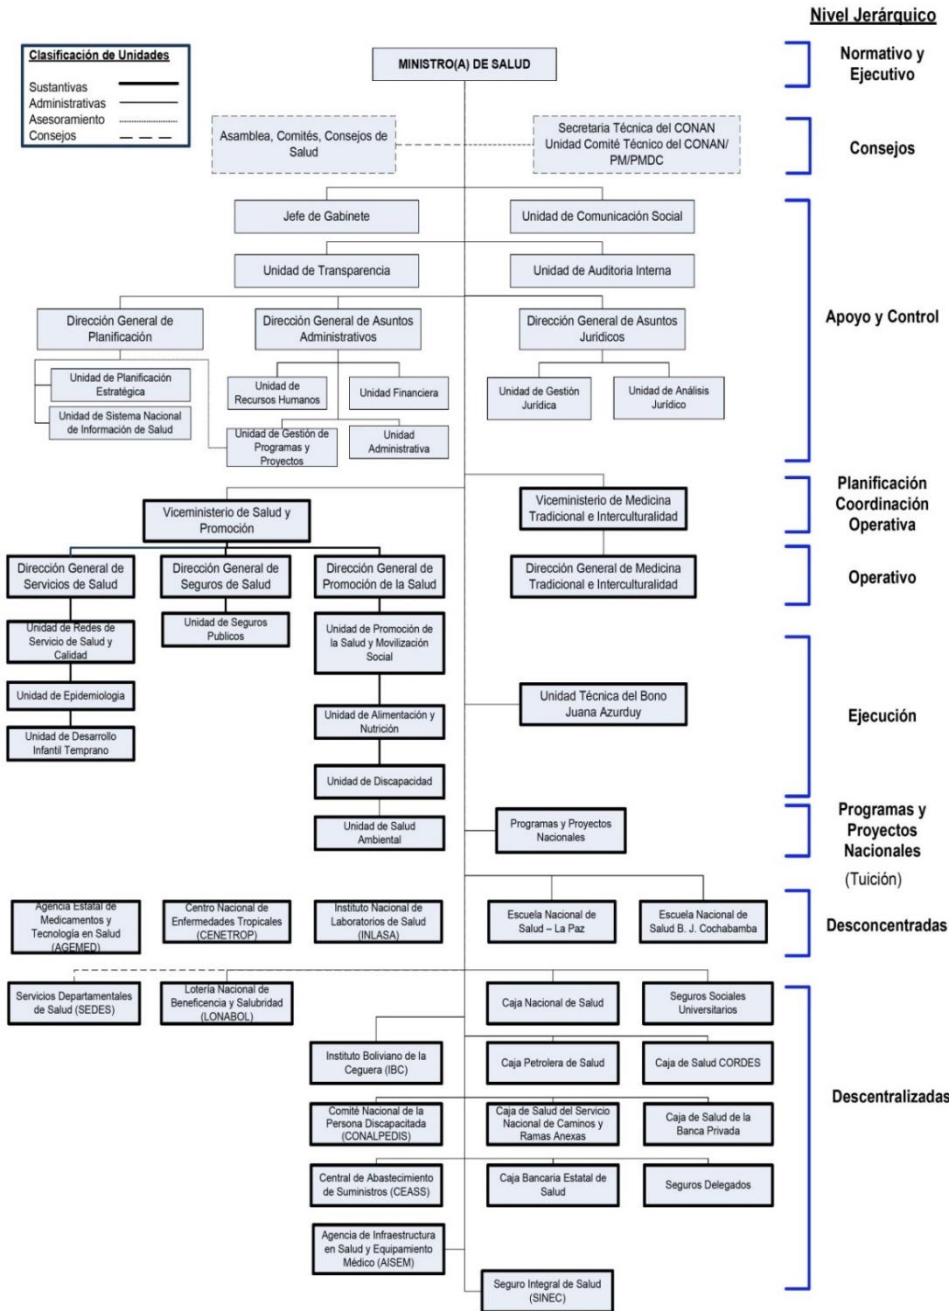 Nivel Jerárquico
Clasificación de Unidades
Sustantivas
Administrativas
Asesoramiento
Consejos
MINISTRO(A) DE SALUD
Normativo y
Ejecutivo
Asamblea, Comités, Consejos de
Salud
Secretaria Técnica del CONAN
Unidad Comité Técnico del CONAN/
PM/PMDC
Consejos
Jefe de Gabinete
Unidad de Comunicación Social
Unidad de Transparencia
Unidad de Auditoria Interna
Dirección General de
Planificación
Dirección General de Asuntos
Administrativos
Dirección General de Asuntos
Jurídicos
Apoyo y Control
Unidad de Planificación
Estratégica
Unidad de
Recursos Humanos
Unidad Financiera
Unidad de Gestión
Jurídica
Unidad de Análisis
Jurídico
Unidad de Sistema Nacional
de Información de Salud
Unidad de Gestión de
Programas y
Proyectos
Unidad
Administrativa
Viceministerio de Salud y
Promoción
Viceministerio de Medicina
Tradicional e Interculturalidad
Planificación
Coordinación
Operativa
Dirección General de
Servicios de Salud
Dirección General de
Seguros de Salud
Dirección General de
Promoción de la Salud
Dirección General de Medicina
Tradicional e Interculturalidad
Operativo
Unidad de Redes de
Servicio de Salud y
Calidad
Unidad de Seguros
Publicos
Unidad de Promoción de
la Salud y Movilización
Social
Unidad de Epidemiologia
Unidad de Alimentación y
Nutrición
Unidad Técnica del Bono
Juana Azurduy
Ejecución
Unidad de Desarrollo
Infantil Temprano
Unidad de Discapacidad
Unidad de Salud
Ambiental
Programas y Proyectos
Nacionales
Programas y
Proyectos
Nacionales
(Tuición)
Agencia Estatal de
Medicamentos y
Tecnología en Salud
(AGEMED)
Centro Nacional de
Enfermedades Tropicales
(CENETROP)
Instituto Nacional de
Laboratorios de Salud
(INLASA)
Escuela Nacional de
Salud – La Paz
Escuela Nacional de
Salud B. J. Cochabamba
Desconcentradas
Servicios Departamentales
de Salud (SEDES)
Lotería Nacional de
Beneficencia y Salubridad
(LONABOL)
Caja Nacional de Salud
Seguros Sociales
Universitarios
Instituto Boliviano de la
Ceguera (IBC)
Caja Petrolera de Salud
Caja de Salud CORDES
Descentralizadas
Comité Nacional de la
Persona Discapacitada
(CONALPEDIS)
Caja de Salud del Servicio
Nacional de Caminos y
Ramas Anexas
Caja de Salud de la
Banca Privada
Central de Abastecimiento
de Suministros (CEASS)
Caja Bancaria Estatal de
Salud
Seguros Delegados
Agencia de Infraestructura
en Salud y Equipamiento
Médico (AISEM)
Seguro Integral de Salud
(SINEC)